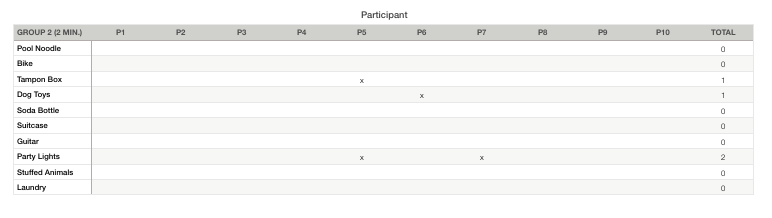 Participant
GROUP 2 (2 MIN.) P1 P2 P3 P4 P5 P6 P7 P8 P9 P10 TOTAL
Pool Noodle 0
Bike 0
Tampon Box x 1
Dog Toys x 1
Soda Bottle 0
Suitcase 0
Guitar 0
Party Lights x x 2
Stuffed Animals 0
Laundry 0